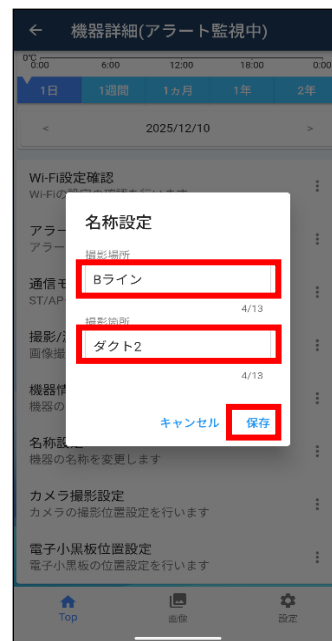 ← 機器詳細(アラート監視中)
0℃
0:00 6:00 12:00 18:00 0:00
1日 1週間 1ヵ月 1年 2年
< 2025/12/10 >
Wi-Fi設定確認
Wi-Fiの
アラー
アラー
名称設定
撮影場所
Bライン
4/13
通信モ
ST/AP
撮影箇所
ダクト2
4/13
撮影/
画像撮
機器情
機器の
キャンセル 保存
名称設定
機器の名称を変更します
カメラ撮影設定
カメラの撮影位置設定を行います
電子小黒板位置設定
電子小黒板の位置設定を行います
Top 画像 設定